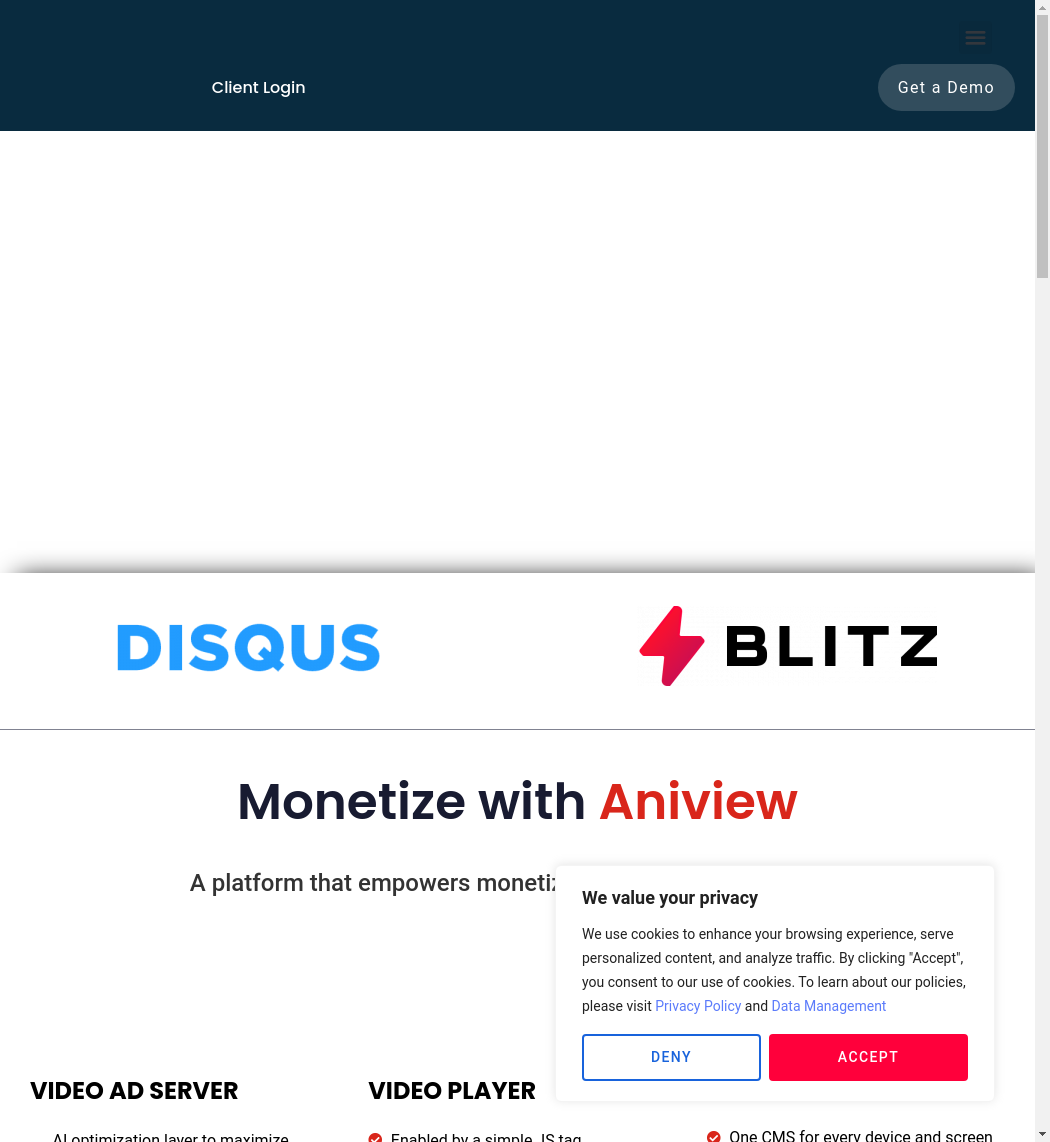 Client Login
Get a Demo
DISQUS
BLITZ
Monetize with Aniview
A platform that empowers
We value your privacy
We use cookies to enhance your browsing experience, serve
personalized content, and analyze traffic. By clicking "Accept",
you consent to our use of cookies. To learn about our policies,
please visit Privacy Policy and Data Management
DENY
ACCEPT
VIDEO AD SERVER
VIDEO PLAYER
AI optimization layer to maximize
Enabled by a simple JS tag
One CMS for every device and screen